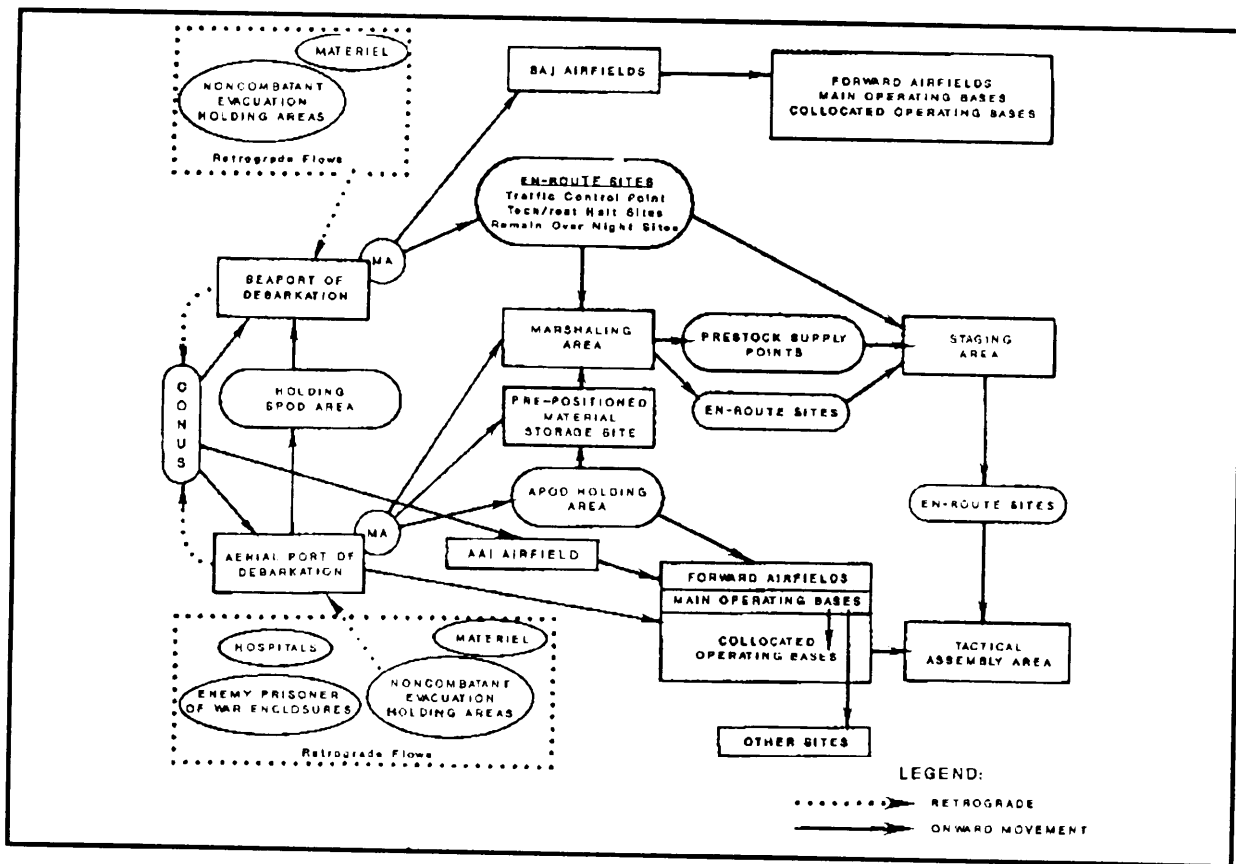 MATERIEL
NONCOMBATANT
EVACUATION
HOLDING AREAS
Retrograde Flows
SAJ AIRFIELDS
FORWARD AIRFIELDS
MAIN OPERATING BASES
COLLOCATED OPERATING BASES
EN-ROUTE SITES
Traffic Control Point
Tech/rest Halt Sites
Remain Over Night Sites
MA
SEAPORT OF
DEBARKATION
MARSHALING
AREA
PRESTOCK SUPPLY
POINTS
STAGING
AREA
CONUS
HOLDING
SPOD AREA
PRE-POSITIONED
MATERIAL
STORAGE SITE
EN-ROUTE SITES
APOD HOLDING
AREA
EN-ROUTE SITES
MA
AERIAL PORT OF
DEBARKATION
AAI AIRFIELD
FORWARD AIRFIELDS
MAIN OPERATING BASES
COLLOCATED
OPERATING BASES
TACTICAL
ASSEMBLY AREA
HOSPITALS
MATERIEL
ENEMY PRISONER
OF WAR ENCLOSURES
NONCOMBATANT
EVACUATION
HOLDING AREAS
Retrograde Flows
OTHER SITES
LEGEND:
RETROGRADE
ONWARD MOVEMENT